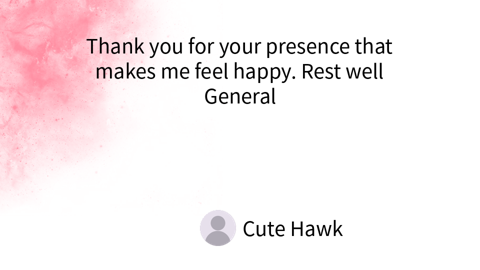 Thank you for your presence that
makes me feel happy. Rest well
General
Cute Hawk